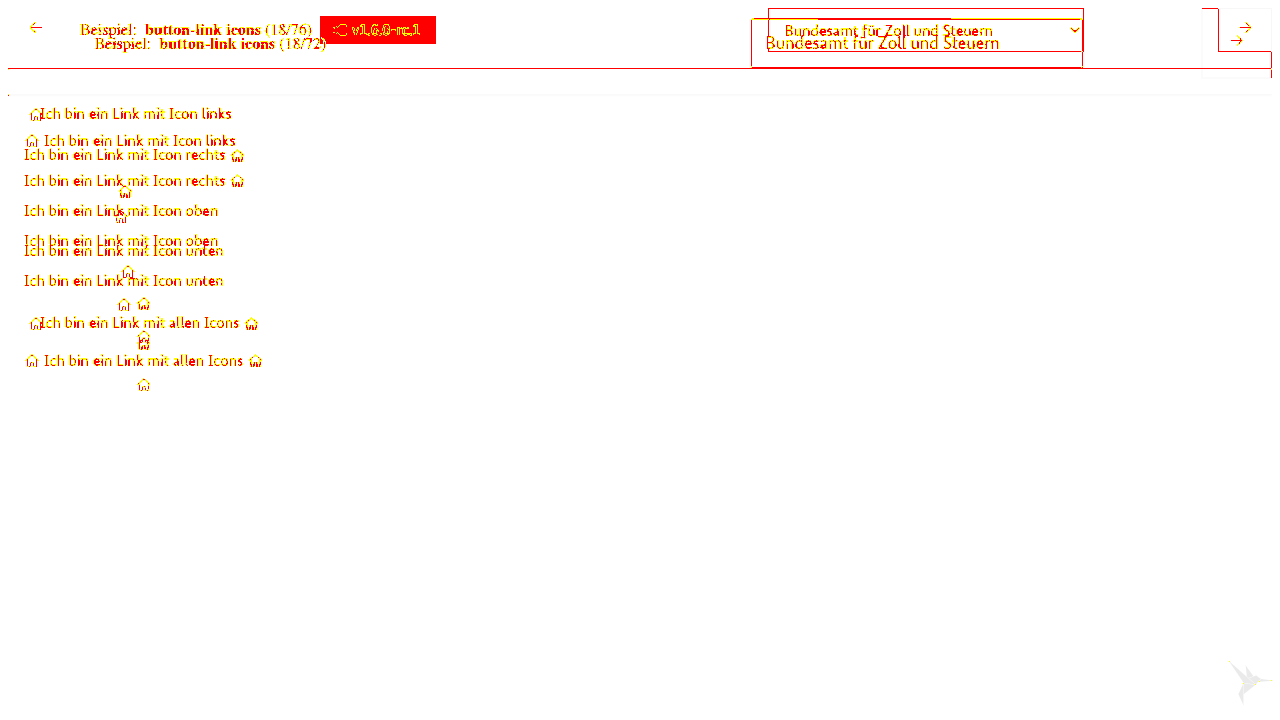 Beispiel: button-link icons (18/76) v1.6.0-rc.1
Beispiel: button-link icons (18/72)
Bundesamt für Zoll und Steuern
Bundesamt für Zoll und Steuern
Ich bin ein Link mit Icon links
Ich bin ein Link mit Icon links
Ich bin ein Link mit Icon rechts
Ich bin ein Link mit Icon rechts
Ich bin ein Link mit Icon oben
Ich bin ein Link mit Icon oben
Ich bin ein Link mit Icon unten
Ich bin ein Link mit Icon unten
Ich bin ein Link mit allen Icons
Ich bin ein Link mit allen Icons